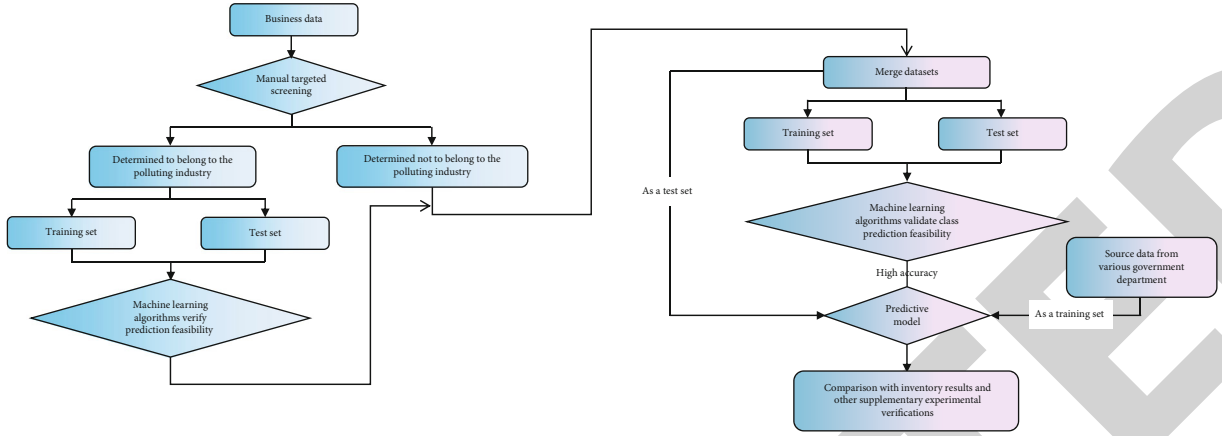 Business data
Manual targeted
screening
Determined to belong to the
polluting industry
Determined not to belong to the
polluting industry
Training set
Test set
Machine learning
algorithms verify
prediction feasibility
Merge datasets
Training set
Test set
As a test set
Machine learning
algorithms validate class
prediction feasibility
High accuracy
Source data from
various government
department
Predictive
model
As a training set
Comparison with inventory results and
other supplementary experimental
verifications